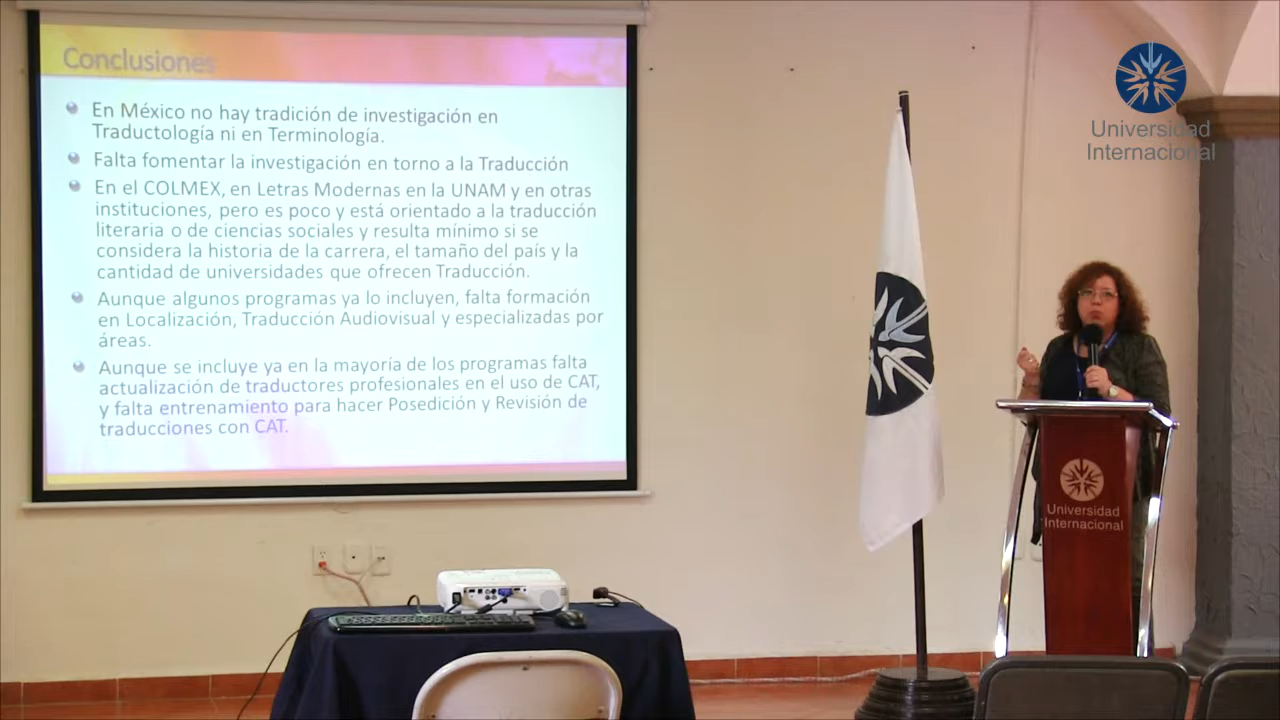 Conclusiones
En México no hay tradición de investigación en
Traductología ni en Terminología.
Falta fomentar la investigación en torno a la Traducción
En el COLMEX, en Letras Modernas en la UNAM y en otras
instituciones, pero es poco y está orientado a la traducción
literaria o de ciencias sociales y resulta mínimo si se
considera la historia de la carrera, el tamaño del país y la
cantidad de universidades que ofrecen Traducción.
Aunque algunos programas ya lo incluyen, falta formación
en Localización, Traducción Audiovisual y especializadas por
áreas.
Aunque se incluye ya en la mayoría de los programas falta
actualización de traductores profesionales en el uso de CAT,
y falta entrenamiento para hacer Posedición y Revisión de
traducciones con CAT.
Universidad
Internacional
Universidad
Internacional